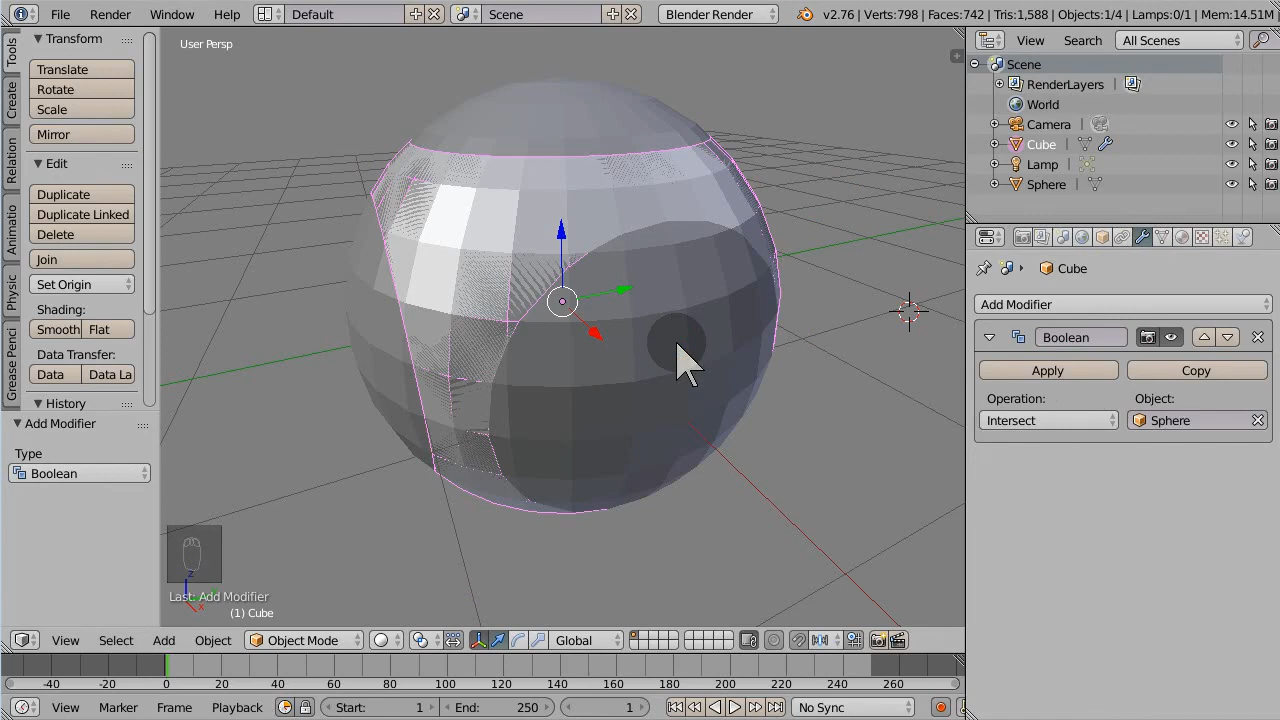 File Render Window Help Default Scene Blender Render v2.76 | Verts:798 | Faces:742 | Tris:1,588 | Objects:1/4 | Lamps:0/1 | Mem:14.51M
Tools
Create
Relation
Animatio
Physic
Grease Penci
Transform
Translate
Rotate
Scale
Mirror
Edit
Duplicate
Duplicate Linked
Delete
Join
Set Origin
Shading:
Smooth Flat
Data Transfer:
Data Data La
History
Add Modifier
Type
Boolean
User Persp
z
x
Last: Add Modifier
(1) Cube
View Select Add Object Object Mode Global
-40 -20 0 20 40 60 80 100 120 140 160 180 200 220 240 260
View Marker Frame Playback Start: 1 End: 250 1 No Sync
View Search All Scenes
Scene
RenderLayers |
World
Camera |
Cube |
Lamp |
Sphere |
Cube
Add Modifier
Boolean
Apply Copy
Operation: Object:
Intersect Sphere